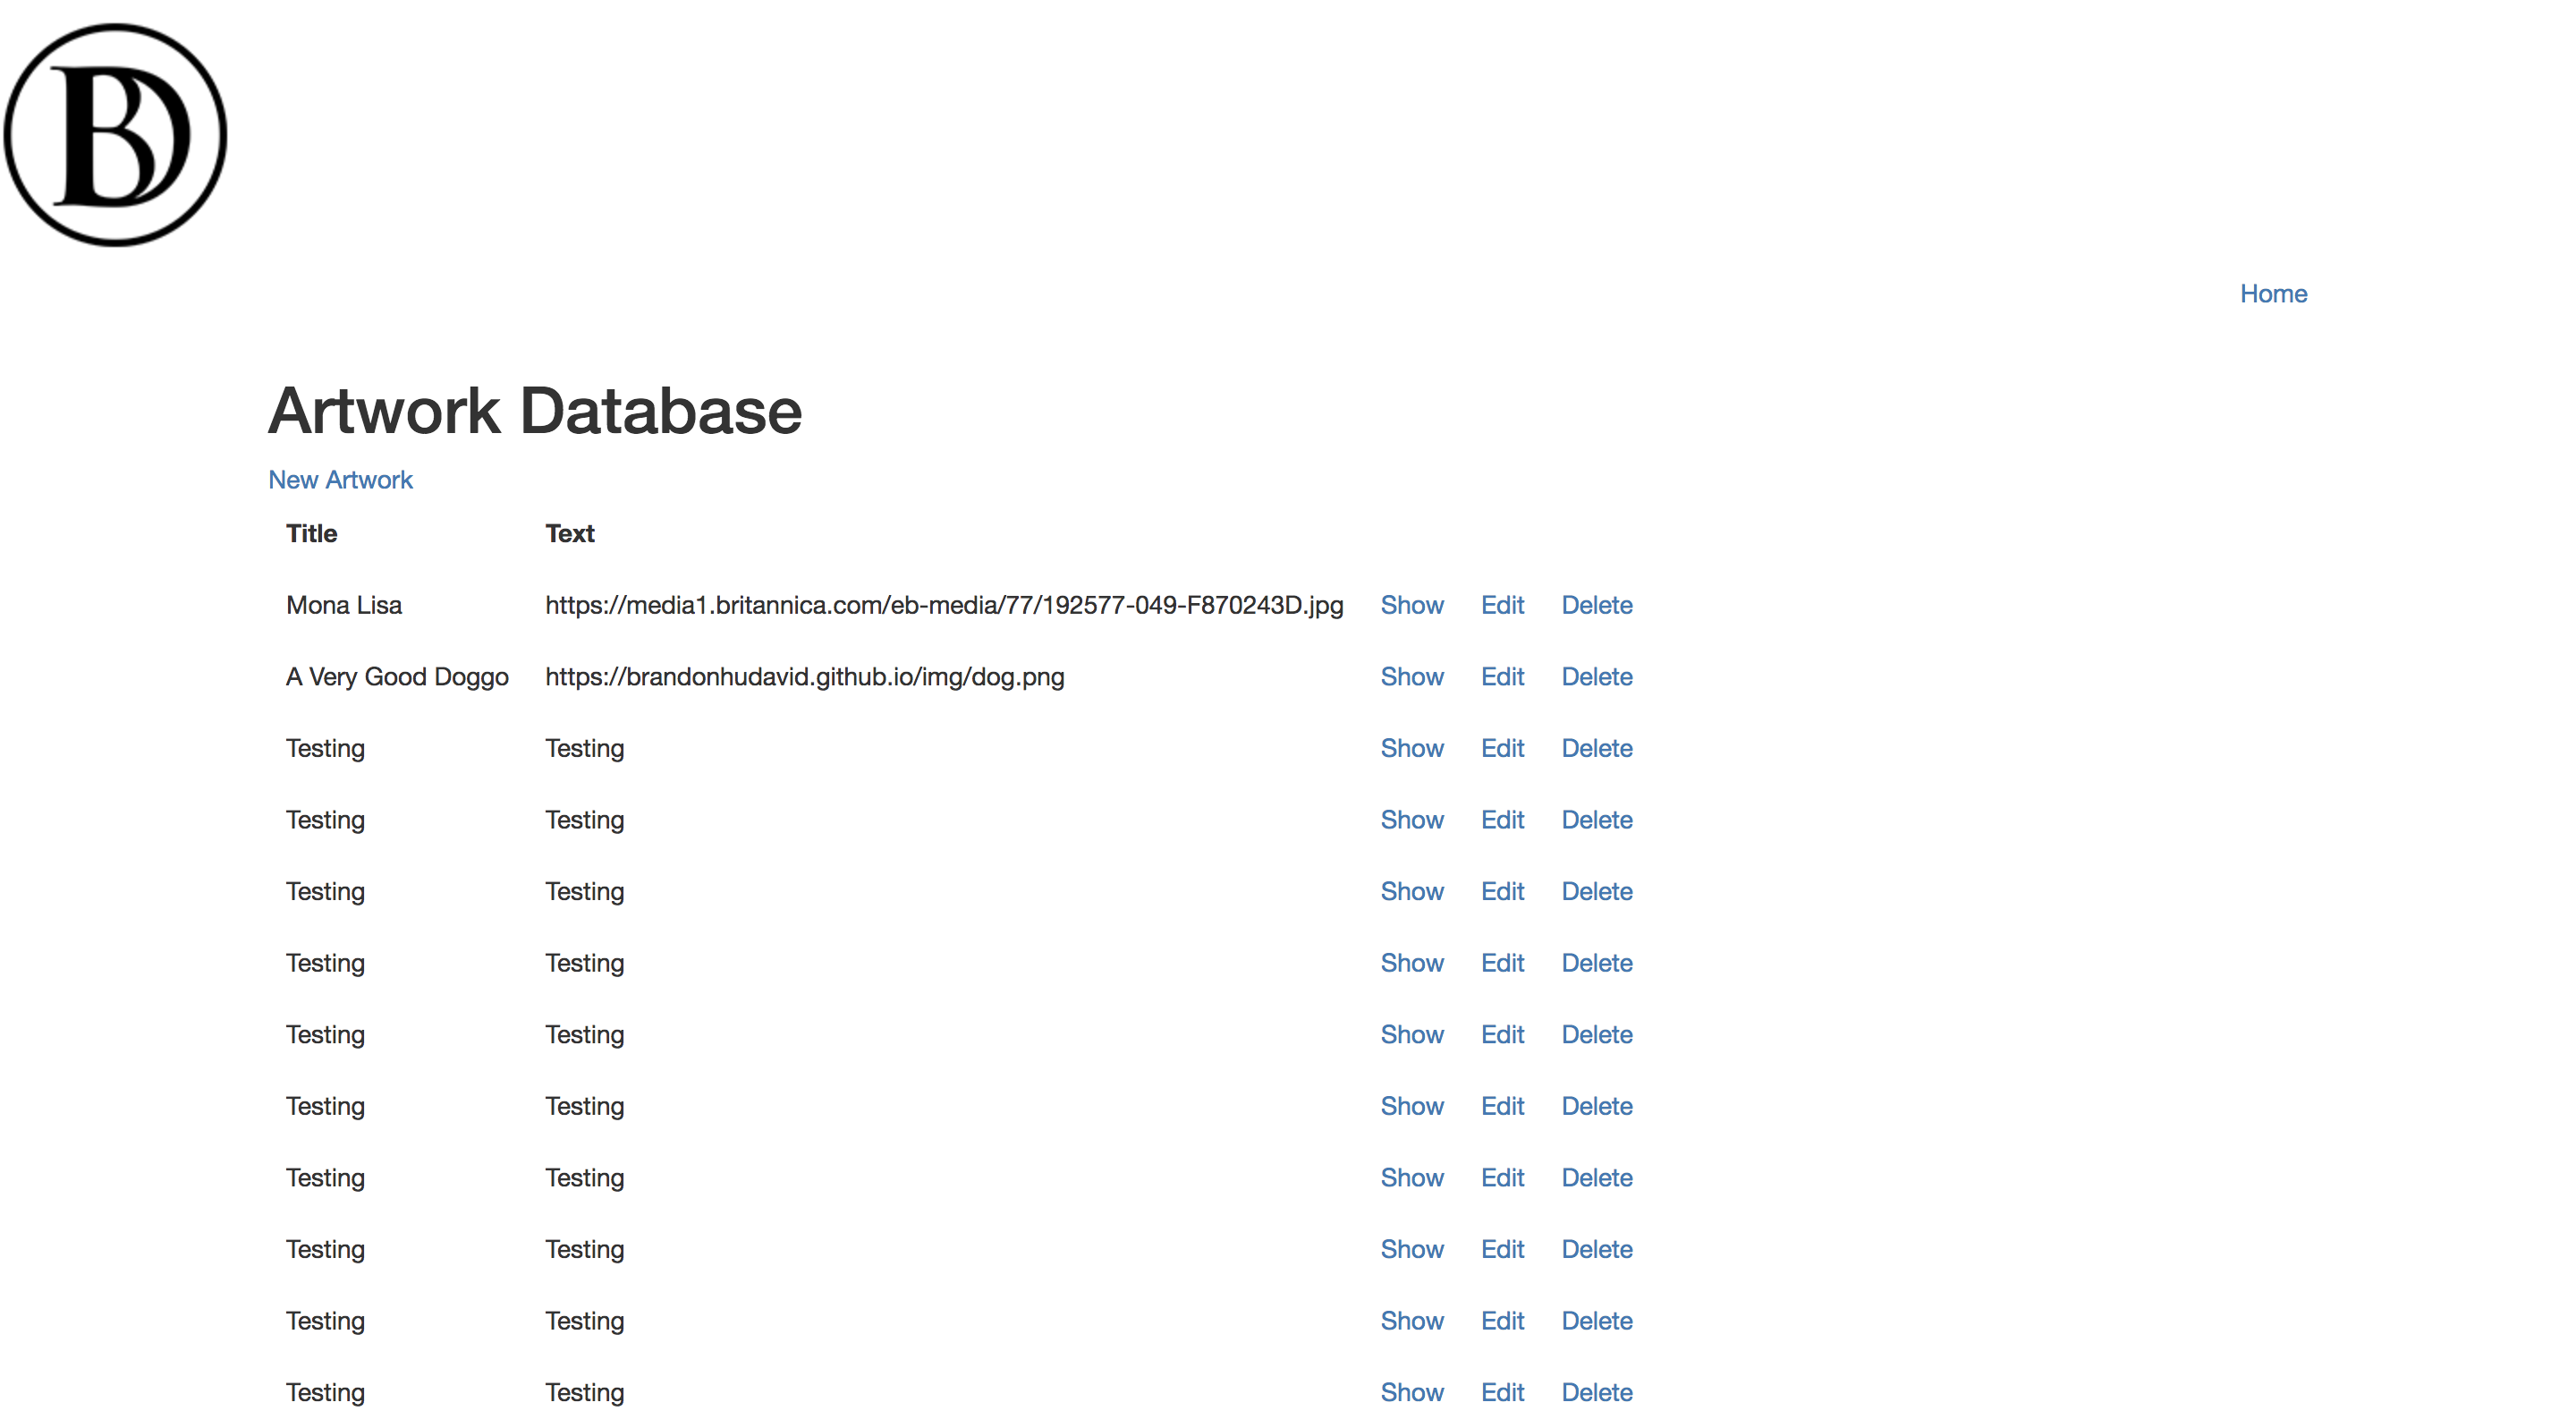 BD
Home
Artwork Database
New Artwork
Title Text
Mona Lisa https://media1.britannica.com/eb-media/77/192577-049-F870243D.jpg Show Edit Delete
A Very Good Doggo https://brandonhudavid.github.io/img/dog.png Show Edit Delete
Testing Testing Show Edit Delete
Testing Testing Show Edit Delete
Testing Testing Show Edit Delete
Testing Testing Show Edit Delete
Testing Testing Show Edit Delete
Testing Testing Show Edit Delete
Testing Testing Show Edit Delete
Testing Testing Show Edit Delete
Testing Testing Show Edit Delete
Testing Testing Show Edit Delete